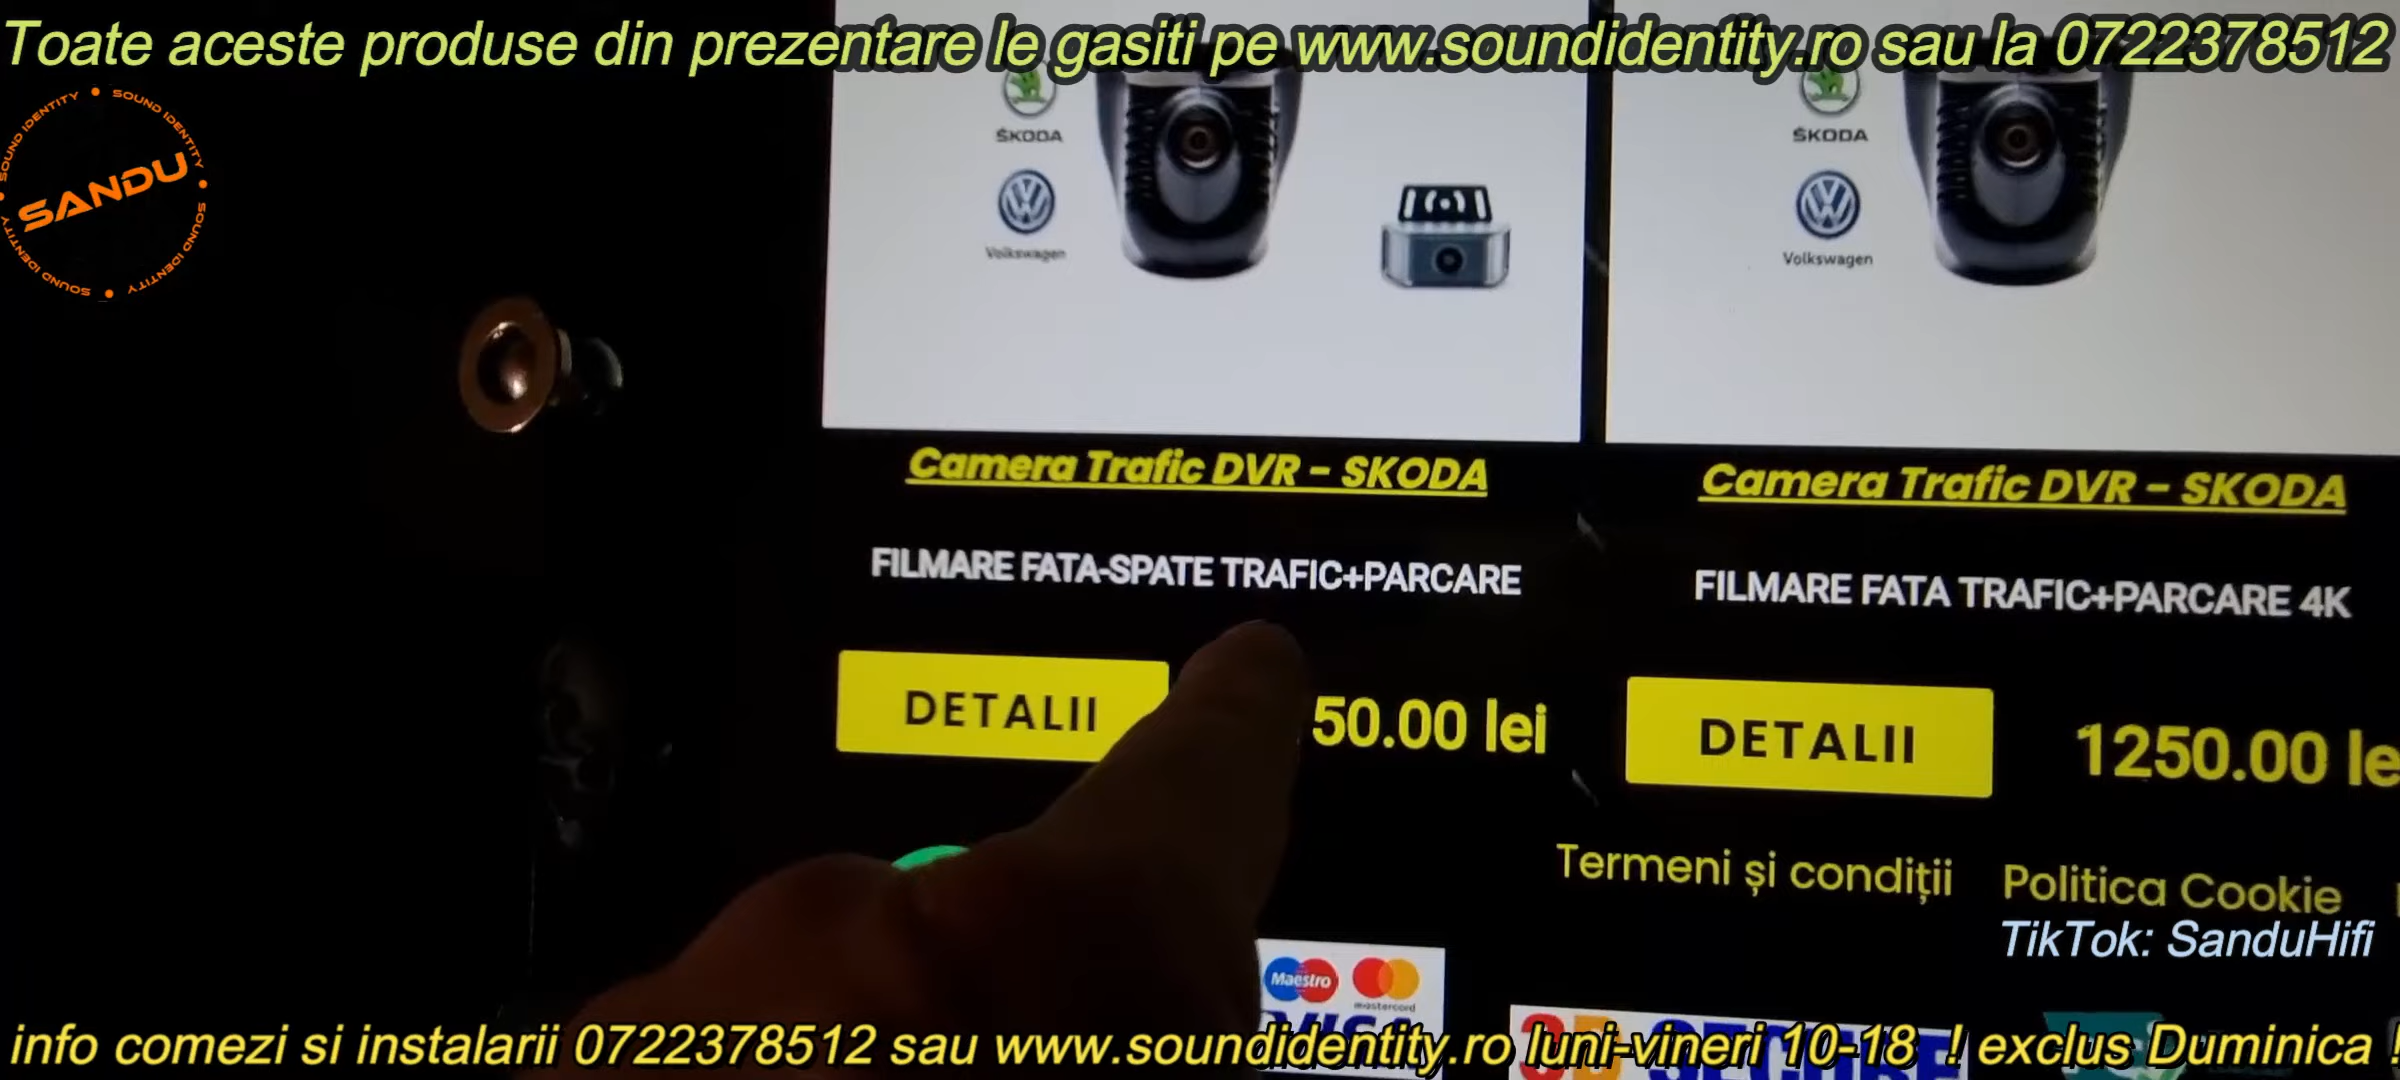 Toate aceste produse din prezentare le gasiti pe www.soundidentity.ro sau la 0722378512
SOUND IDENTITY • SOUND IDENTITY • SOUND IDENTITY • SOUND IDENTITY •
SANDU
ŠKODA
Volkswagen
ŠKODA
Volkswagen
Camera Trafic DVR - SKODA
Camera Trafic DVR - SKODA
FILMARE FATA-SPATE TRAFIC+PARCARE
FILMARE FATA TRAFIC+PARCARE 4K
DETALII
50.00 lei
DETALII
1250.00 le
Termeni și condiții
Politica Cookie
TikTok: SanduHifi
Maestro
mastercord
VISA
info comezi si instalarii 0722378512 sau www.soundidentity.ro luni-vineri 10-18 ! exclus Duminica !